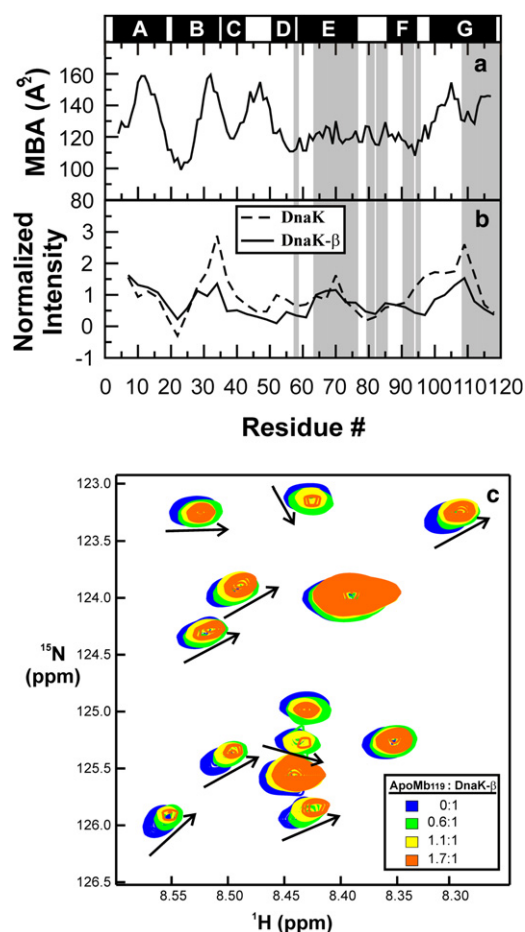 A B C D E F G
a
MBA (Å²)
160
140
120
100
80
b
DnaK
DnaK-β
Normalized
Intensity
3
2
1
0
-1
0 10 20 30 40 50 60 70 80 90 100 110 120
Residue #
c
123.0
123.5
124.0
124.5
125.0
125.5
126.0
126.5
¹⁵N
(ppm)
ApoMb₁₁₉ : DnaK-β
0:1
0.6:1
1.1:1
1.7:1
8.55 8.50 8.45 8.40 8.35 8.30
¹H (ppm)